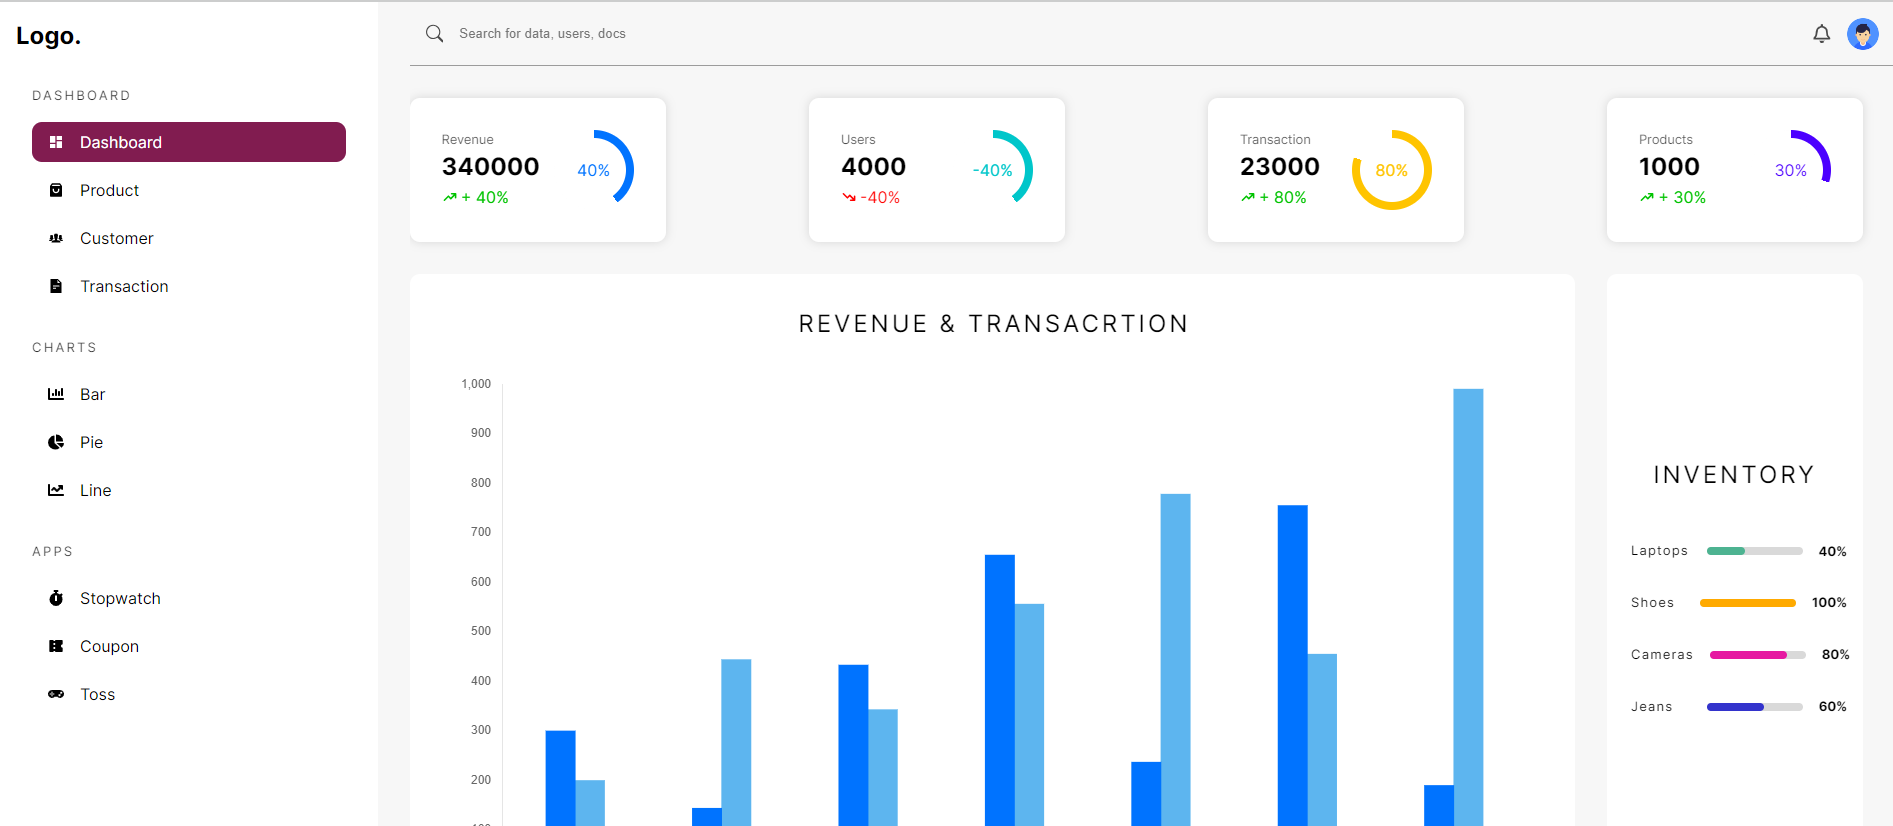 Logo.
DASHBOARD
Dashboard
Product
Customer
Transaction
CHARTS
Bar
Pie
Line
APPS
Stopwatch
Coupon
Toss
Search for data, users, docs
Revenue
340000
+ 40%
40%
Users
4000
-40%
-40%
Transaction
23000
+ 80%
80%
Products
1000
+ 30%
30%
REVENUE & TRANSACRTION
1,000
900
800
700
600
500
400
300
200
INVENTORY
Laptops 40%
Shoes 100%
Cameras 80%
Jeans 60%